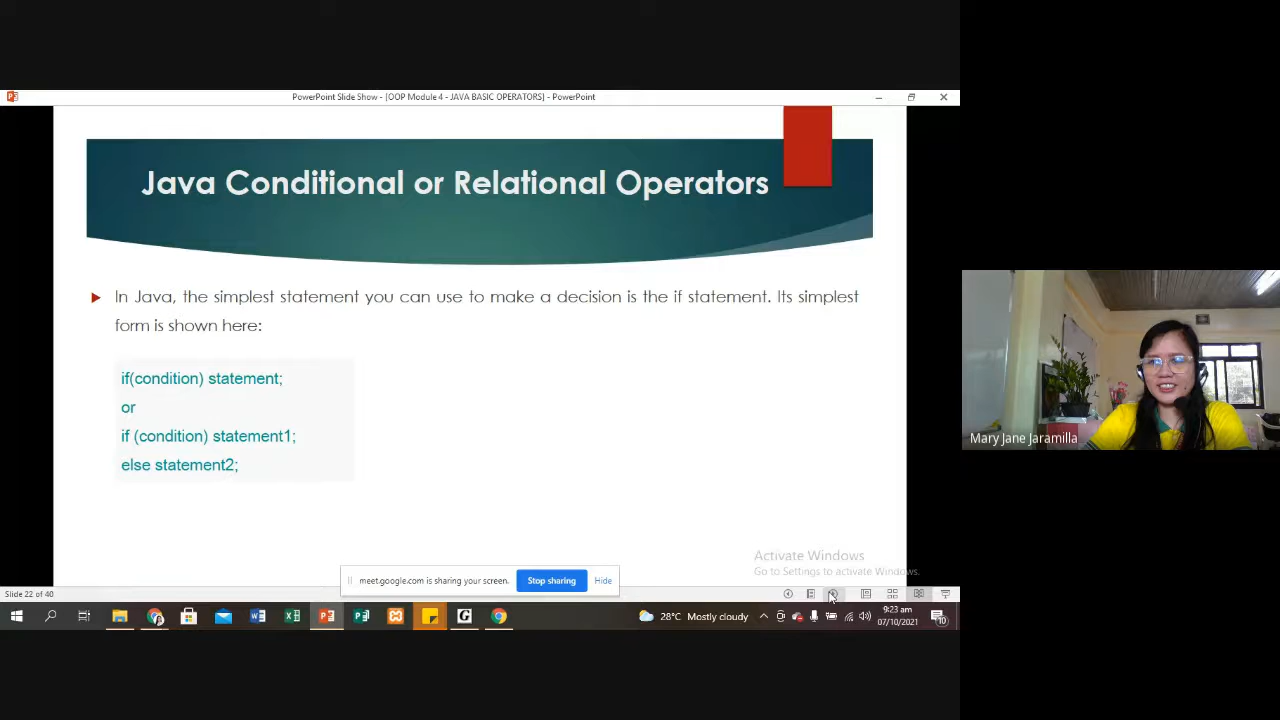 PowerPoint Slide Show - [OOP Module 4 - JAVA BASIC OPERATORS] - PowerPoint
Java Conditional or Relational Operators
In Java, the simplest statement you can use to make a decision is the if statement. Its simplest
form is shown here:
if(condition) statement;
or
if (condition) statement1;
else statement2;
Mary Jane Jaramilla
Activate Windows
Go to Settings to activate Windows.
meet.google.com is sharing your screen.
Stop sharing
Hide
Slide 22 of 40
28°C Mostly cloudy
9:23 am
07/10/2021
10